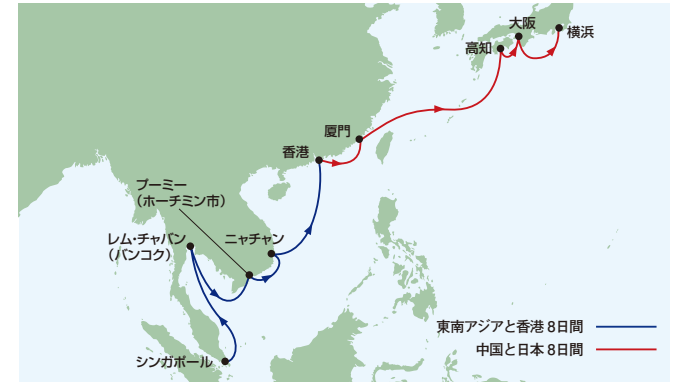 大阪
横浜
高知
厦門
香港
プーミー
（ホーチミン市）
レム・チャバン
（バンコク）
ニャチャン
シンガポール
東南アジアと香港 8日間
中国と日本 8日間